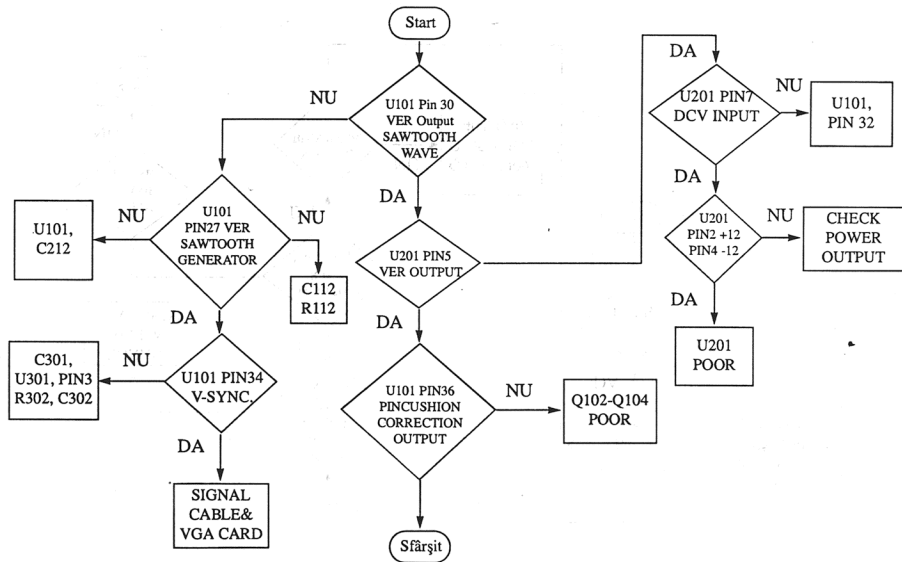 Start
U101 Pin 30
VER Output
SAWTOOTH
WAVE
NU
DA
U101
PIN27 VER
SAWTOOTH
GENERATOR
NU
U101,
C212
NU
C112
R112
DA
U101 PIN34
V-SYNC.
NU
C301,
U301, PIN3
R302, C302
DA
SIGNAL
CABLE&
VGA CARD
U201 PIN5
VER OUTPUT
DA
U101 PIN36
PINCUSHION
CORRECTION
OUTPUT
NU
Q102-Q104
POOR
Sfârşit
DA
U201 PIN7
DCV INPUT
NU
U101,
PIN 32
DA
U201
PIN2 +12
PIN4 -12
NU
CHECK
POWER
OUTPUT
DA
U201
POOR